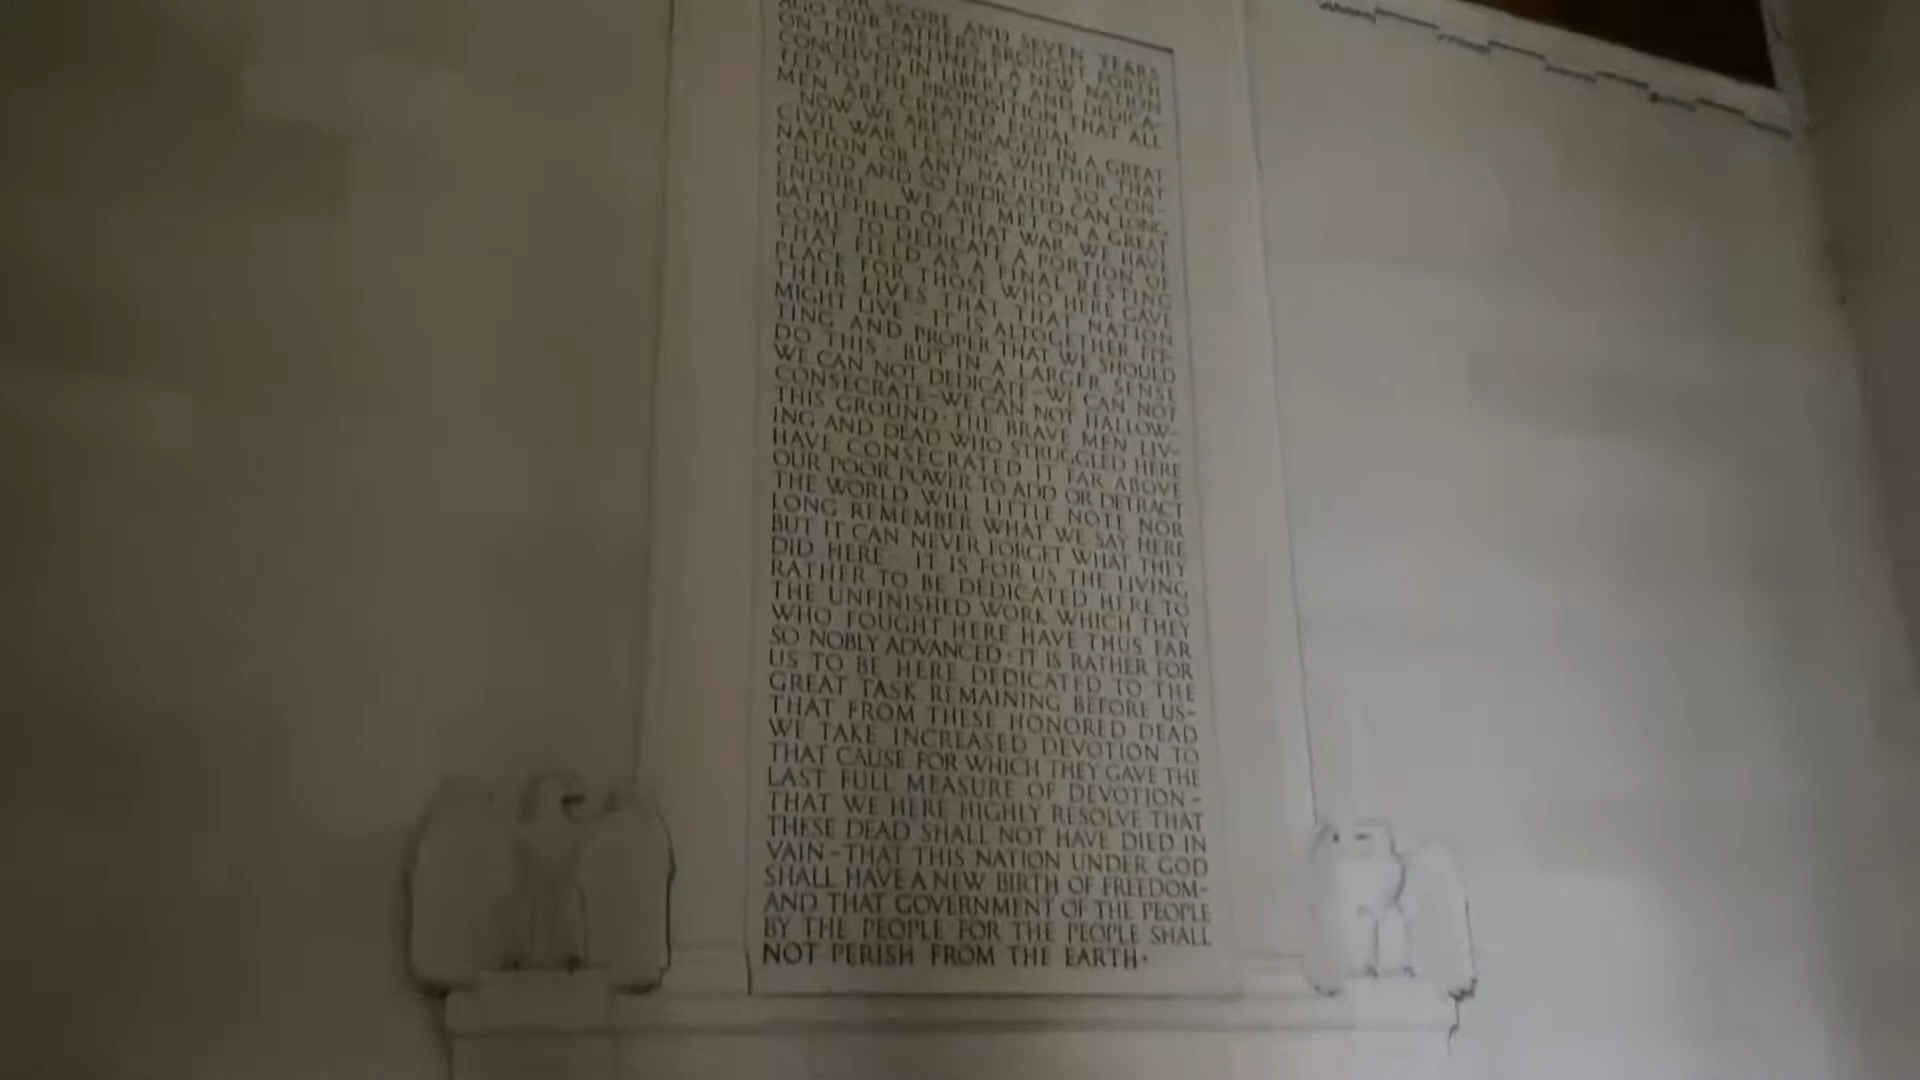 SCORE AND SEVEN YEARS
AGO OUR FATHERS BROUGHT FORTH
ON THIS CONTINENT A NEW NATION
CONCEIVED IN LIBERTY AND DEDICA-
TED TO THE PROPOSITION THAT ALL
MEN ARE CREATED EQUAL ·
NOW WE ARE ENGAGED IN A GREAT
CIVIL WAR TESTING WHETHER THAT
NATION OR ANY NATION SO CON-
CEIVED AND SO DEDICATED CAN LONG
ENDURE · WE ARE MET ON A GREAT
BATTLEFIELD OF THAT WAR · WE HAVE
COME TO DEDICATE A PORTION OF
THAT FIELD AS A FINAL RESTING
PLACE FOR THOSE WHO HERE GAVE
THEIR LIVES THAT THAT NATION
MIGHT LIVE · IT IS ALTOGETHER FIT-
TING AND PROPER THAT WE SHOULD
DO THIS · BUT IN A LARGER SENSE
WE CAN NOT DEDICATE-WE CAN NOT
CONSECRATE-WE CAN NOT HALLOW-
THIS GROUND · THE BRAVE MEN LIV-
ING AND DEAD WHO STRUGGLED HERE
HAVE CONSECRATED IT FAR ABOVE
OUR POOR POWER TO ADD OR DETRACT
THE WORLD WILL LITTLE NOTE NOR
LONG REMEMBER WHAT WE SAY HERE
BUT IT CAN NEVER FORGET WHAT THEY
DID HERE · IT IS FOR US THE LIVING
RATHER TO BE DEDICATED HERE TO
THE UNFINISHED WORK WHICH THEY
WHO FOUGHT HERE HAVE THUS FAR
SO NOBLY ADVANCED · IT IS RATHER FOR
US TO BE HERE DEDICATED TO THE
GREAT TASK REMAINING BEFORE US-
THAT FROM THESE HONORED DEAD
WE TAKE INCREASED DEVOTION TO
THAT CAUSE FOR WHICH THEY GAVE THE
LAST FULL MEASURE OF DEVOTION-
THAT WE HERE HIGHLY RESOLVE THAT
THESE DEAD SHALL NOT HAVE DIED IN
VAIN-THAT THIS NATION UNDER GOD
SHALL HAVE A NEW BIRTH OF FREEDOM-
AND THAT GOVERNMENT OF THE PEOPLE
BY THE PEOPLE FOR THE PEOPLE SHALL
NOT PERISH FROM THE EARTH ·